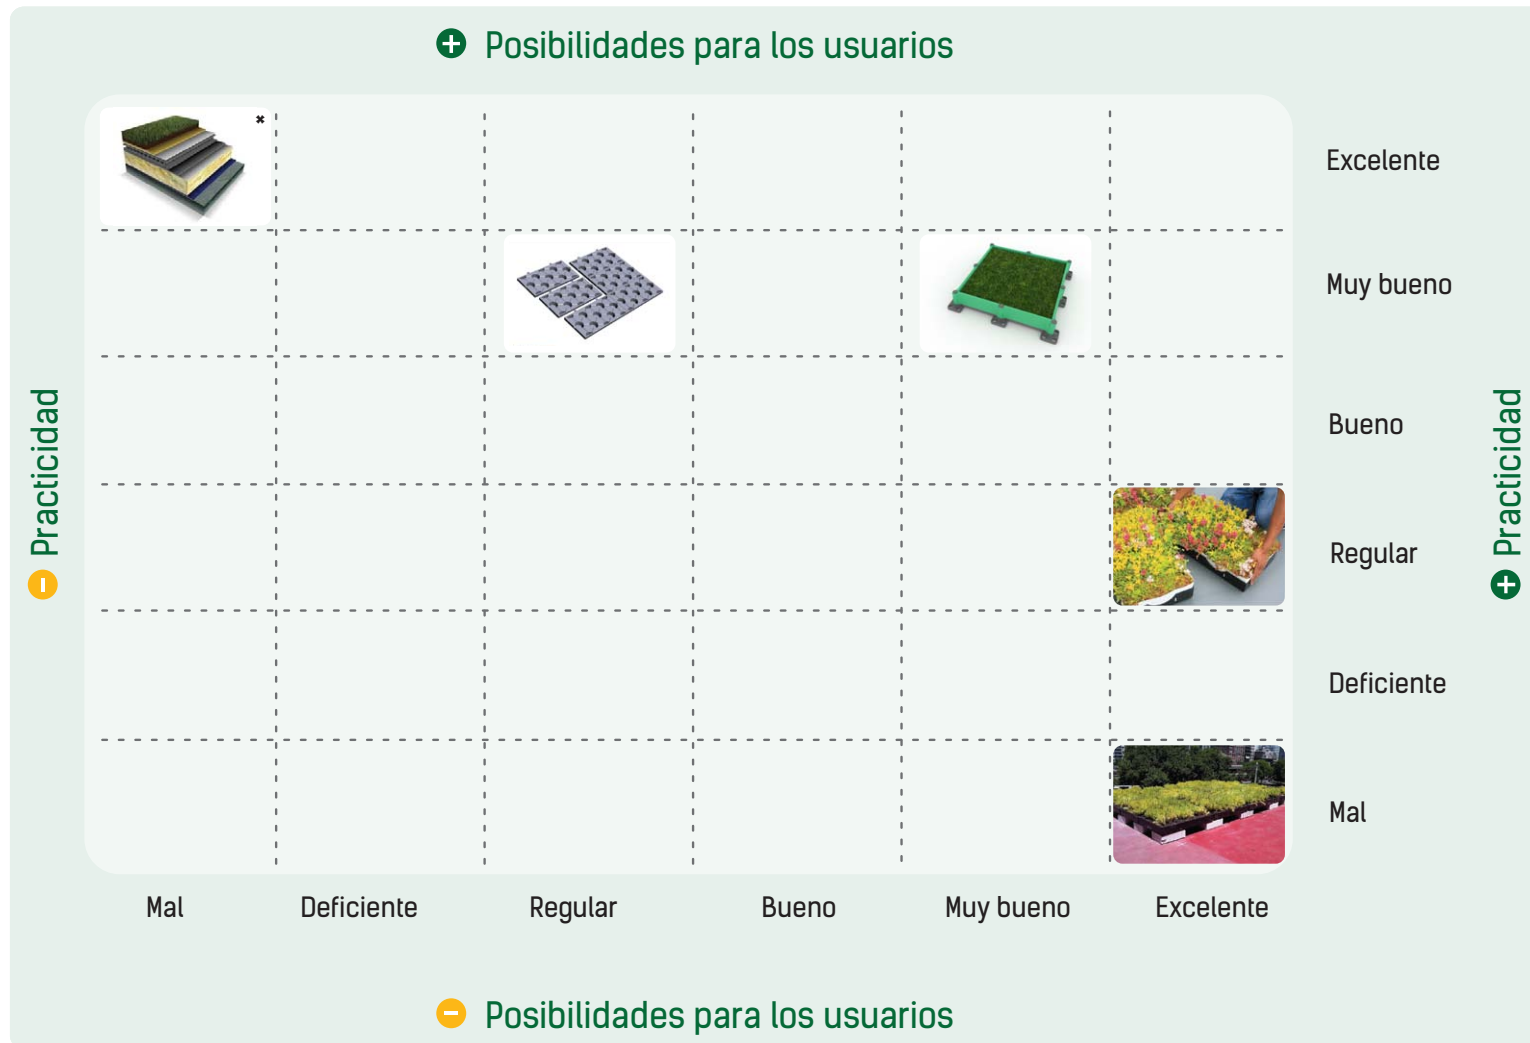 Posibilidades para los usuarios
Excelente
Muy bueno
Bueno
Regular
Deficiente
Mal
Practicidad
Practicidad
Mal
Deficiente
Regular
Bueno
Muy bueno
Excelente
Posibilidades para los usuarios